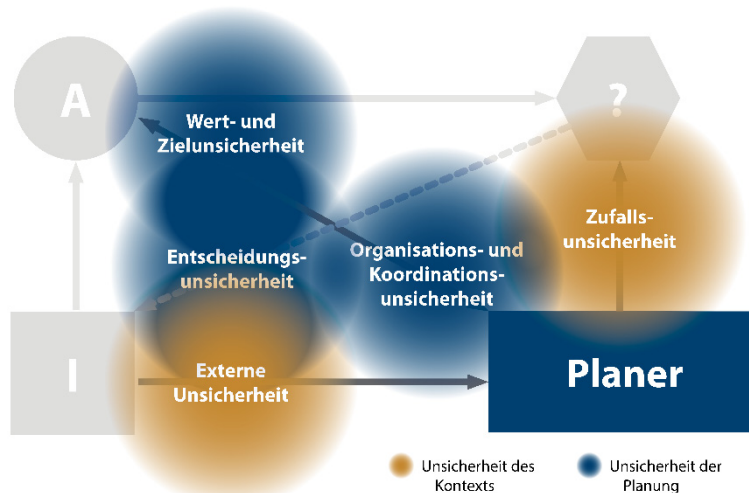 A
?
Wert- und
Zielunsicherheit
Zufalls-
unsicherheit
Entscheidungs-
unsicherheit
Organisations- und
Koordinations-
unsicherheit
I
Externe
Unsicherheit
Planer
Unsicherheit des
Kontexts
Unsicherheit der
Planung